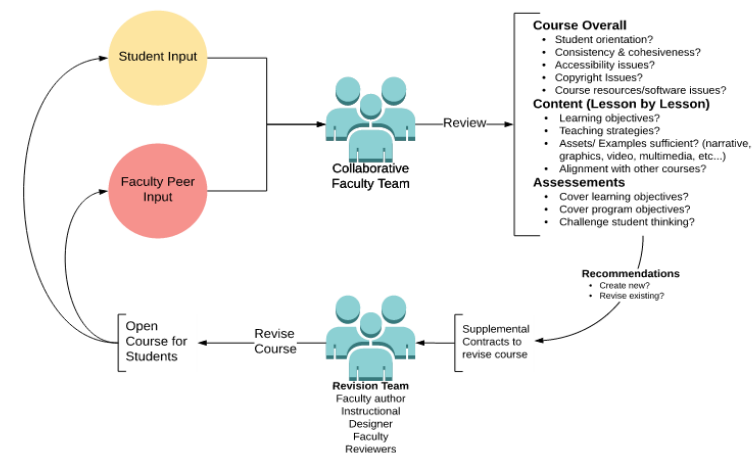 Student Input
Faculty Peer
Input
Collaborative
Faculty Team
Review
Course Overall
• Student orientation?
• Consistency & cohesiveness?
• Accessibility issues?
• Copyright Issues?
• Course resources/software issues?
Content (Lesson by Lesson)
• Learning objectives?
• Teaching strategies?
• Assets/ Examples sufficient? (narrative,
graphics, video, multimedia, etc...)
• Alignment with other courses?
Assessements
• Cover learning objectives?
• Cover program objectives?
• Challenge student thinking?
Recommendations
• Create new?
• Revise existing?
Supplemental
Contracts to
revise course
Revision Team
Faculty author
Instructional
Designer
Faculty
Reviewers
Revise
Course
Open
Course for
Students